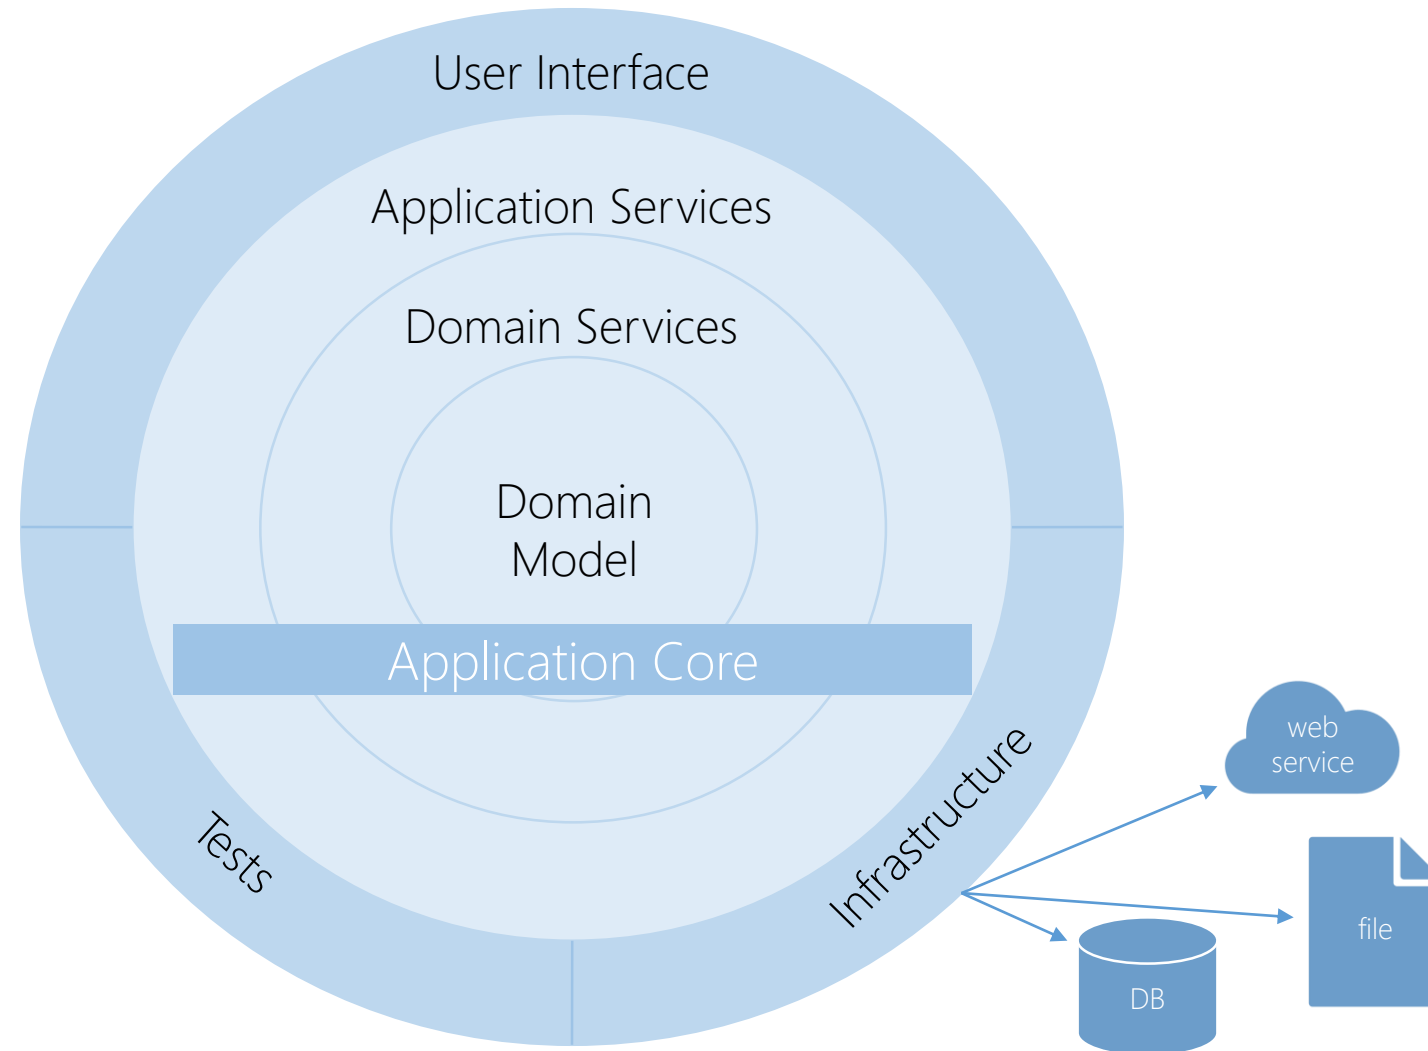 User Interface
Application Services
Domain Services
Domain
Model
Application Core
Tests
Infrastructure
web
service
file
DB